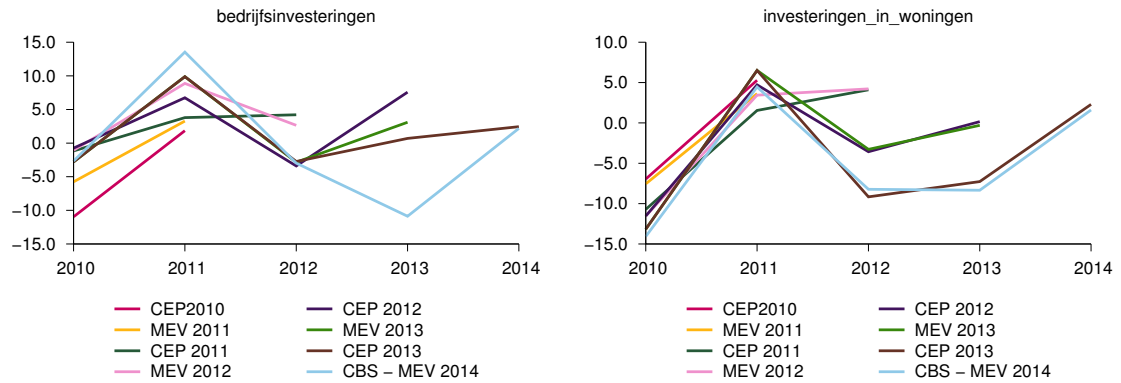 bedrijfsinvesteringen
15.0
10.0
5.0
0.0
−5.0
−10.0
−15.0
2010 2011 2012 2013 2014
CEP2010 CEP 2012
MEV 2011 MEV 2013
CEP 2011 CEP 2013
MEV 2012 CBS − MEV 2014
investeringen_in_woningen
10.0
5.0
0.0
−5.0
−10.0
−15.0
2010 2011 2012 2013 2014
CEP2010 CEP 2012
MEV 2011 MEV 2013
CEP 2011 CEP 2013
MEV 2012 CBS − MEV 2014